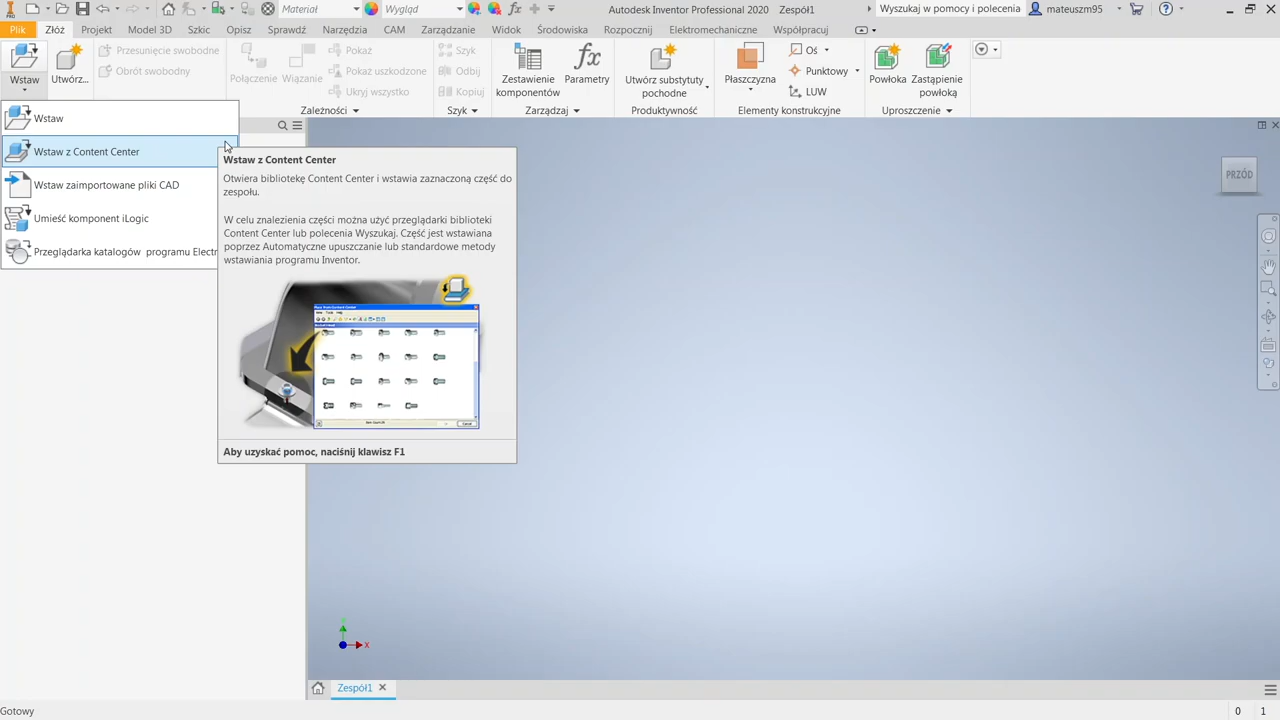 Materiał
Wygląd
Autodesk Inventor Professional 2020 Zespół1
Wyszukaj w pomocy i polecenia
mateuszm95
Plik Złóż Projekt Model 3D Szkic Opisz Sprawdź Narzędzia CAM Zarządzanie Widok Środowiska Rozpocznij Elektromechaniczne Współpracuj
Wstaw
Utwórz...
Przesunięcie swobodne
Obrót swobodny
Połączenie
Wiązanie
Pokaż
Pokaż uszkodzone
Ukryj wszystko
Zależności
Szyk
Odbij
Kopiuj
Szyk
Zestawienie
komponentów
Parametry
Zarządzaj
Utwórz substytuty
pochodne
Produktywność
Płaszczyzna
Oś
Punktowy
LUW
Elementy konstrukcyjne
Powłoka
Zastąpienie
powłoką
Uproszczenie
Wstaw
Wstaw z Content Center
Wstaw zaimportowane pliki CAD
Umieść komponent iLogic
Przeglądarka katalogów programu Electr
Wstaw z Content Center
Otwiera bibliotekę Content Center i wstawia zaznaczoną część do
zespołu.
W celu znalezienia części można użyć przeglądarki biblioteki
Content Center lub polecenia Wyszukaj. Część jest wstawiana
poprzez Automatyczne upuszczanie lub standardowe metody
wstawiania programu Inventor.
Aby uzyskać pomoc, naciśnij klawisz F1
PRZÓD
Y
X
Zespół1
Gotowy
0 1